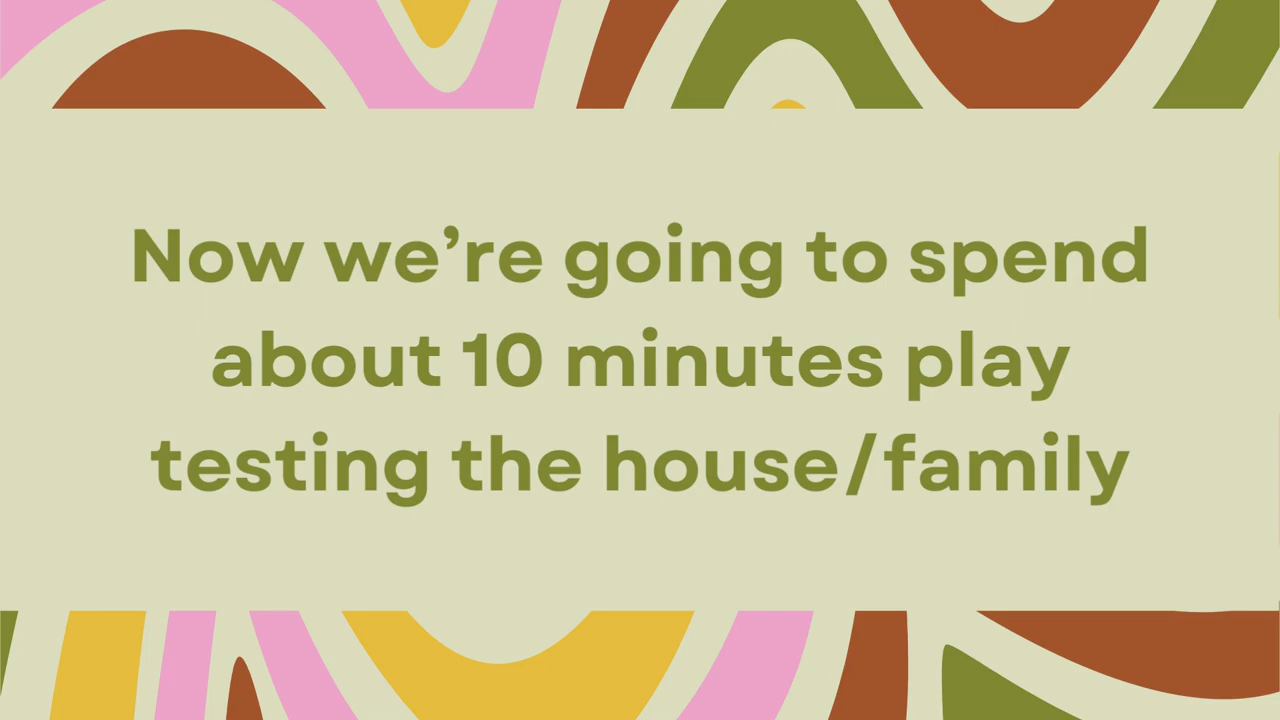 Now we’re going to spend
about 10 minutes play
testing the house/family